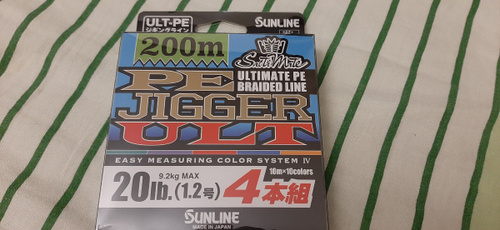 ULT-PE
ジギングライン
SUNLINE
200m
SaltiMate
ULTIMATE PE
BRAIDED LINE
PE
JIGGER
ULT
EASY MEASURING COLOR SYSTEM IV
9.2kg MAX
10m×10colors
20lb.(1.2号)
4本組
SUNLINE
MADE IN JAPAN